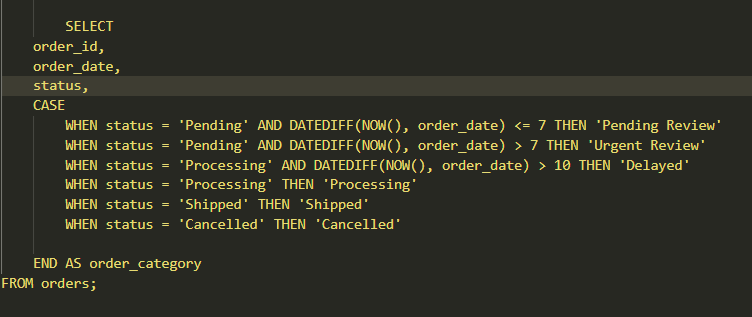 SELECT
order_id,
order_date,
status,
CASE
WHEN status = 'Pending' AND DATEDIFF(NOW(), order_date) <= 7 THEN 'Pending Review'
WHEN status = 'Pending' AND DATEDIFF(NOW(), order_date) > 7 THEN 'Urgent Review'
WHEN status = 'Processing' AND DATEDIFF(NOW(), order_date) > 10 THEN 'Delayed'
WHEN status = 'Processing' THEN 'Processing'
WHEN status = 'Shipped' THEN 'Shipped'
WHEN status = 'Cancelled' THEN 'Cancelled'
END AS order_category
FROM orders;